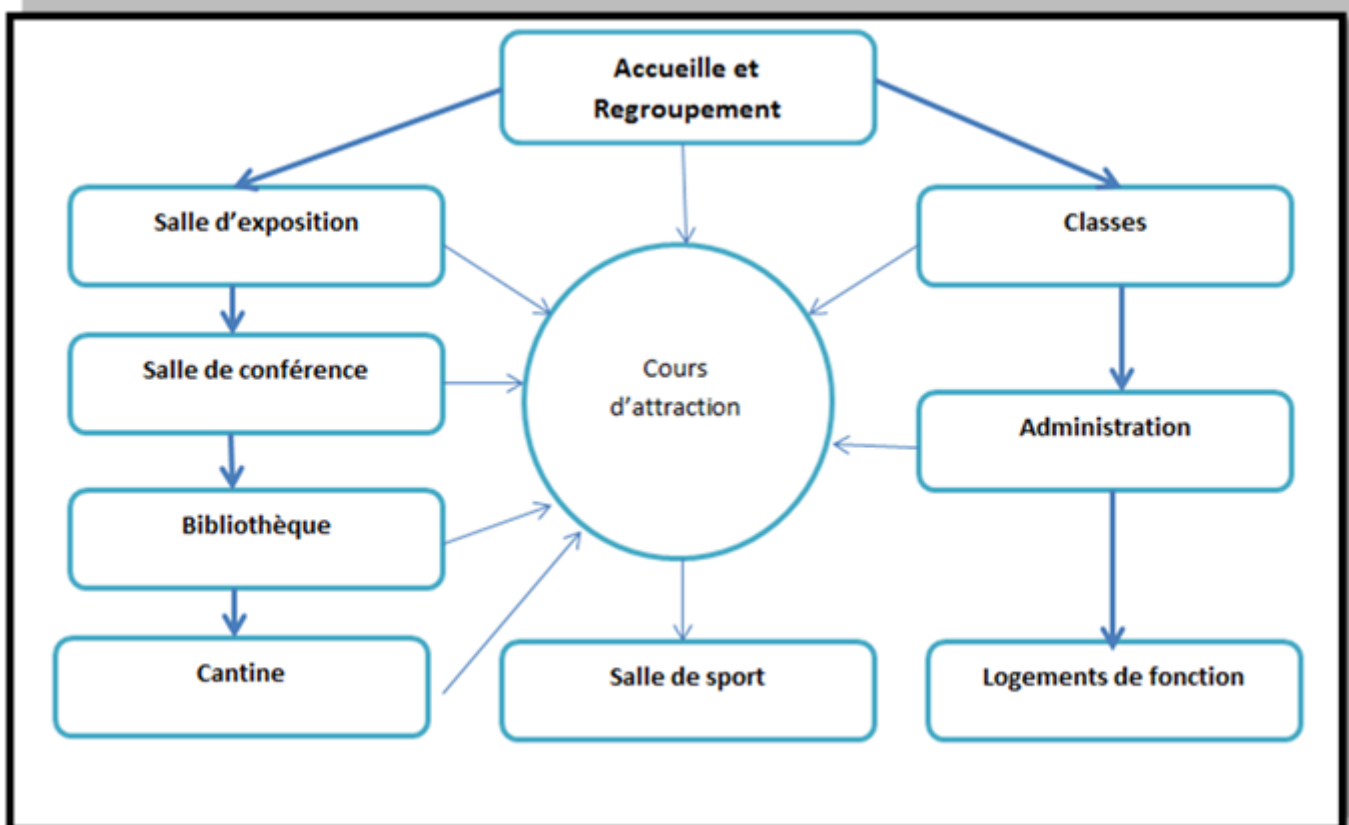 Accueille et
Regroupement
Salle d'exposition
Classes
Salle de conférence
Cours
d'attraction
Administration
Bibliothèque
Cantine
Salle de sport
Logements de fonction